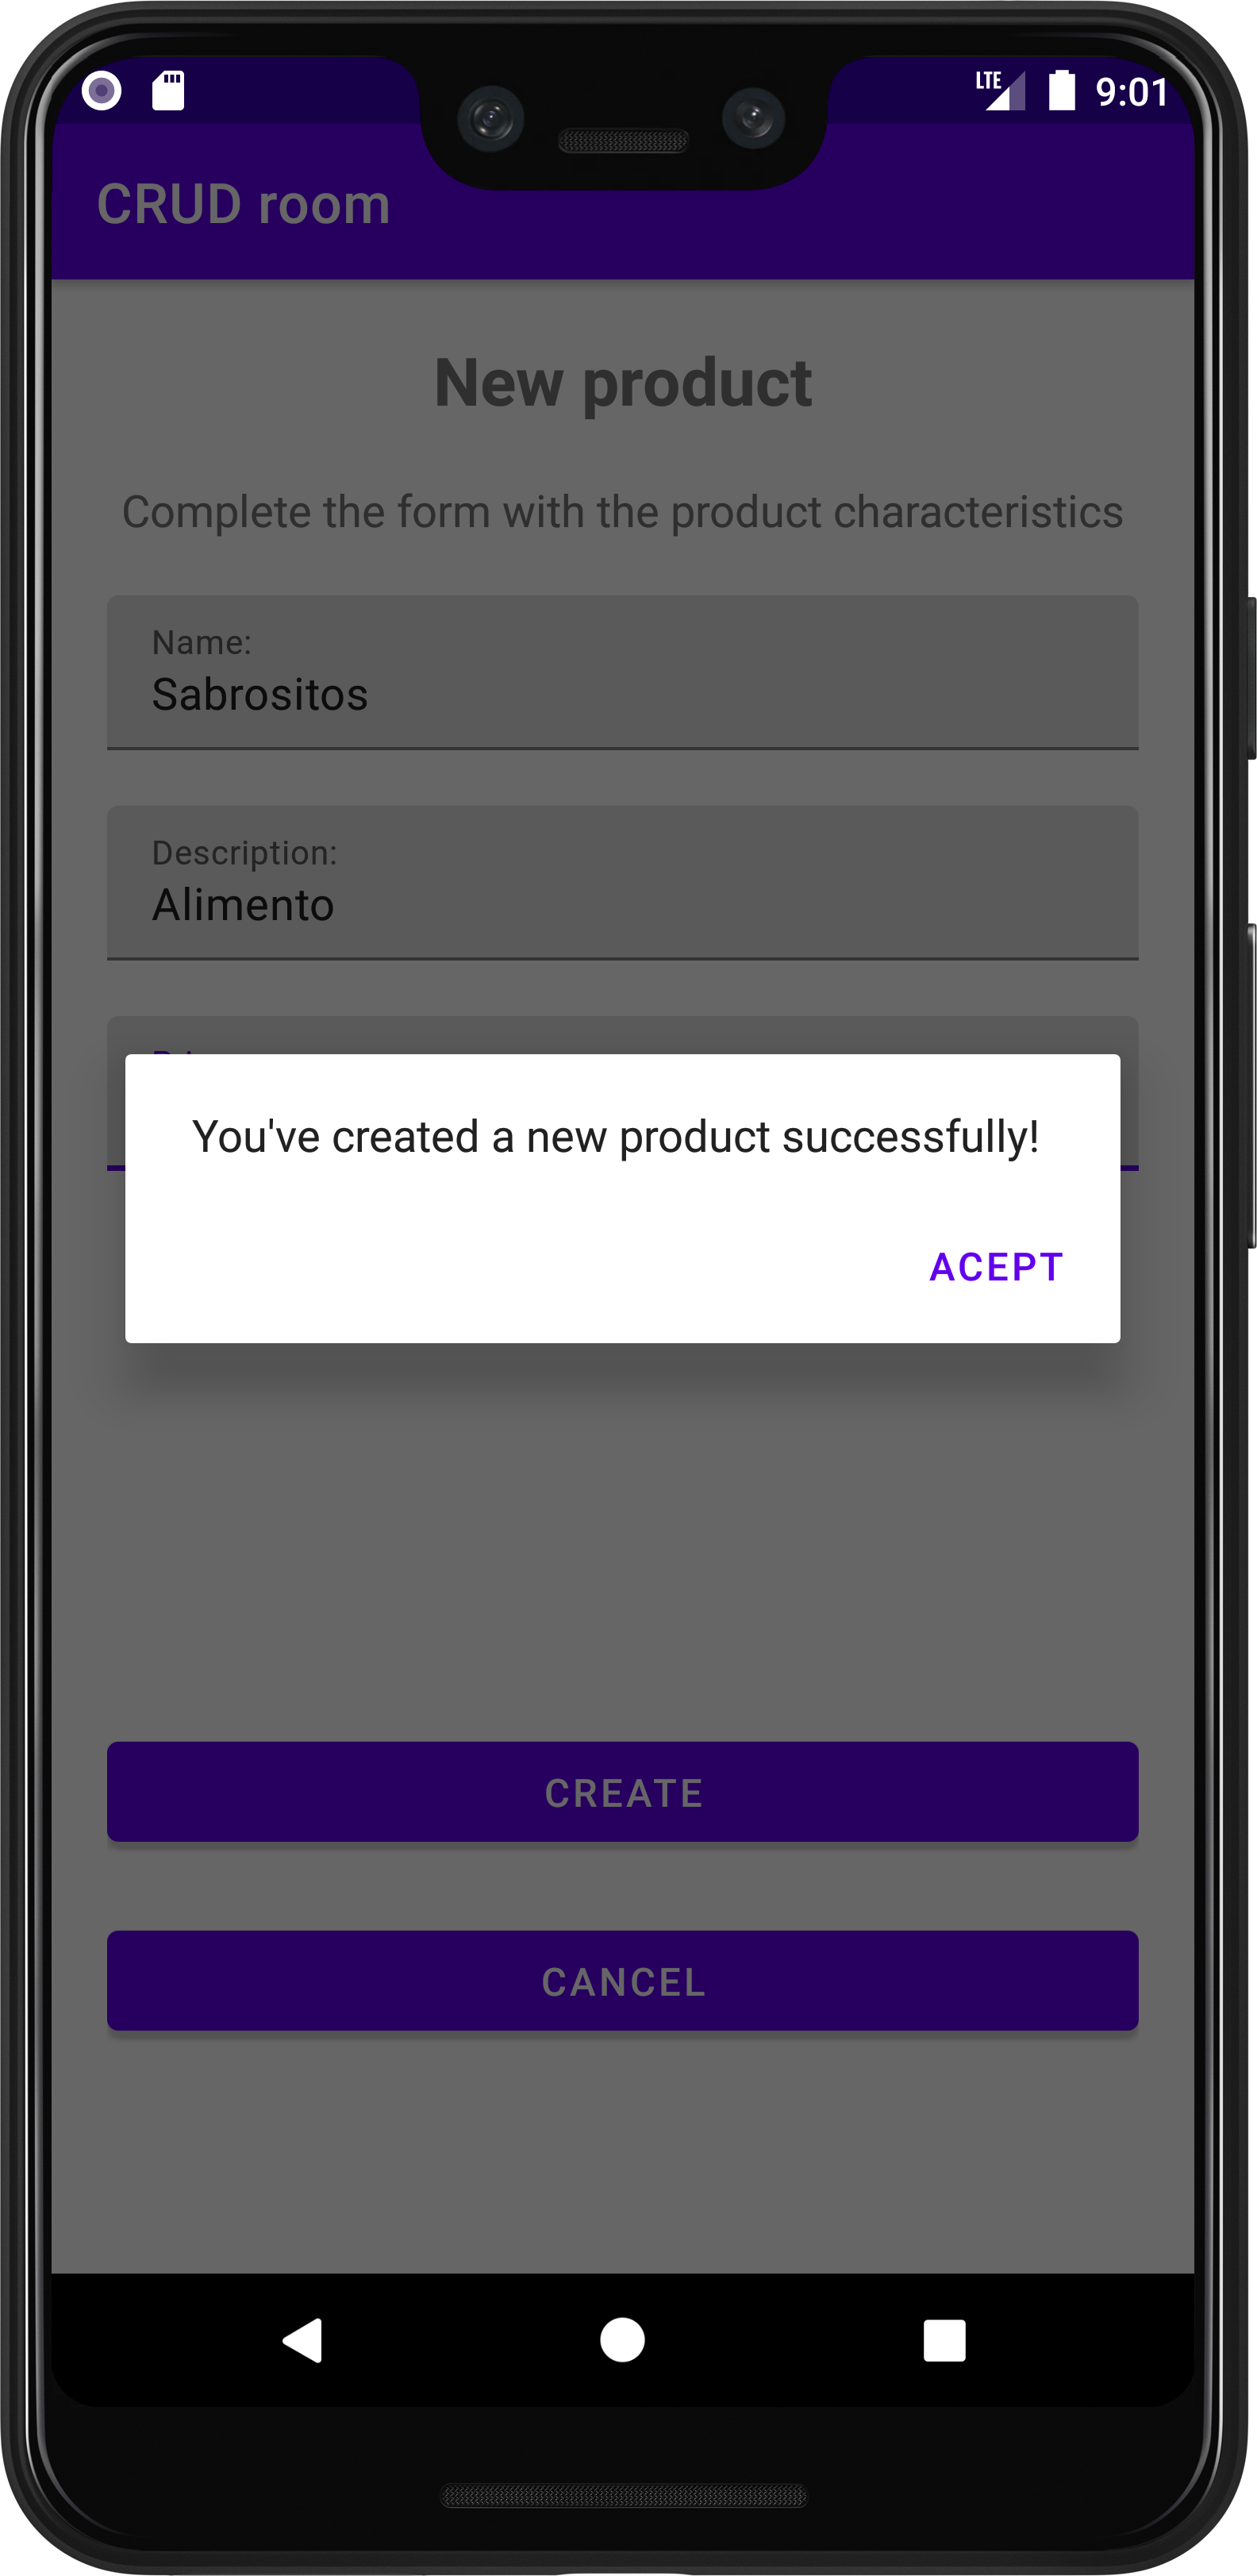 LTE 9:01
CRUD room
New product
Complete the form with the product characteristics
Name:
Sabrositos
Description:
Alimento
You've created a new product successfully!
ACEPT
CREATE
CANCEL